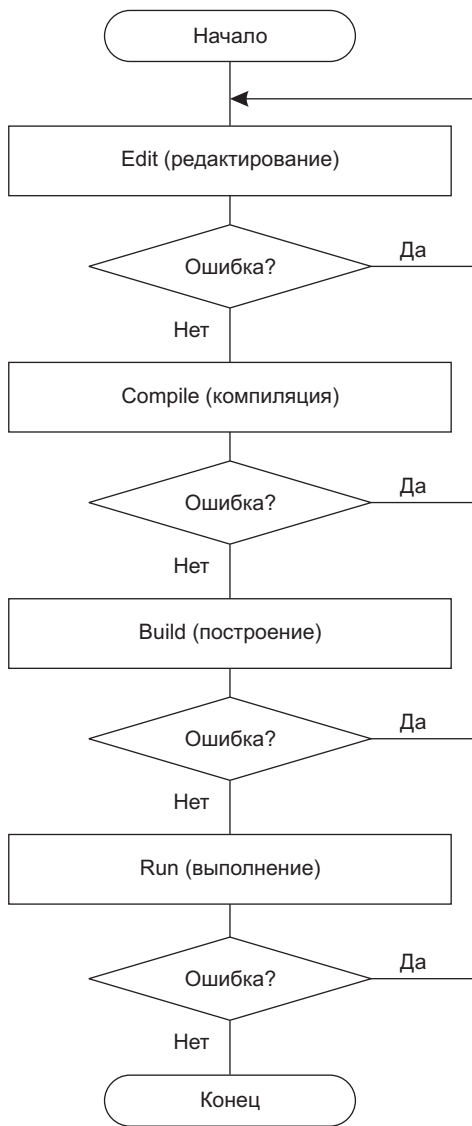 Начало
Edit (редактирование)
Ошибка?
Да
Нет
Compile (компиляция)
Ошибка?
Да
Нет
Build (построение)
Ошибка?
Да
Нет
Run (выполнение)
Ошибка?
Да
Нет
Конец